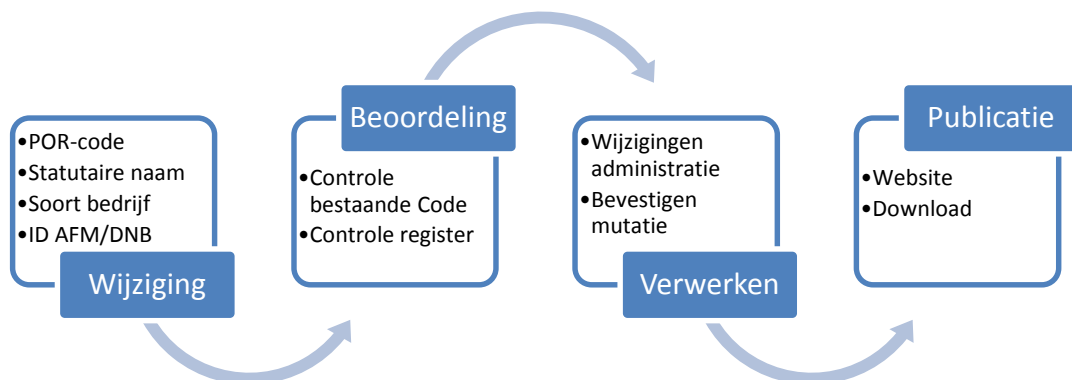 •POR-code
•Statutaire naam
•Soort bedrijf
•ID AFM/DNB
Wijziging
Beoordeling
•Controle
bestaande Code
•Controle register
•Wijzigingen
administratie
•Bevestigen
mutatie
Verwerken
Publicatie
•Website
•Download